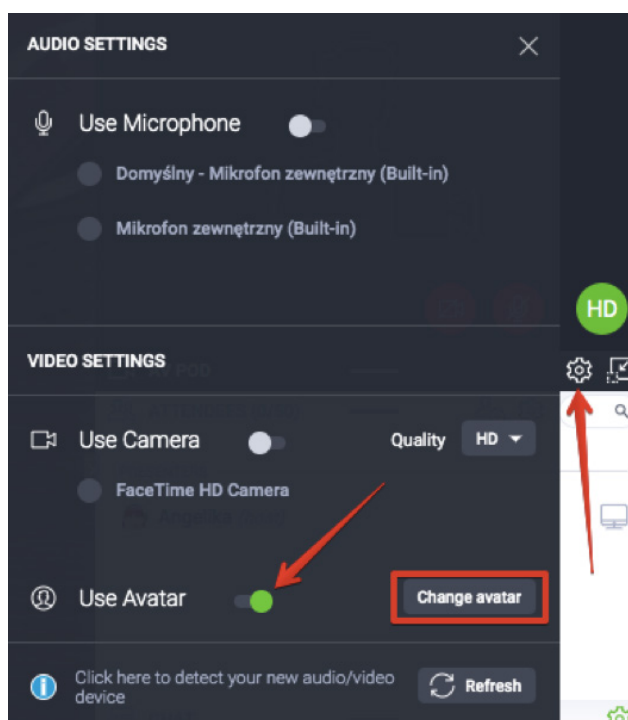 AUDIO SETTINGS
Use Microphone
Domyślny - Mikrofon zewnętrzny (Built-in)
Mikrofon zewnętrzny (Built-in)
HD
VIDEO SETTINGS
Use Camera
Quality HD
FaceTime HD Camera
Use Avatar
Change avatar
Click here to detect your new audio/video
device
Refresh